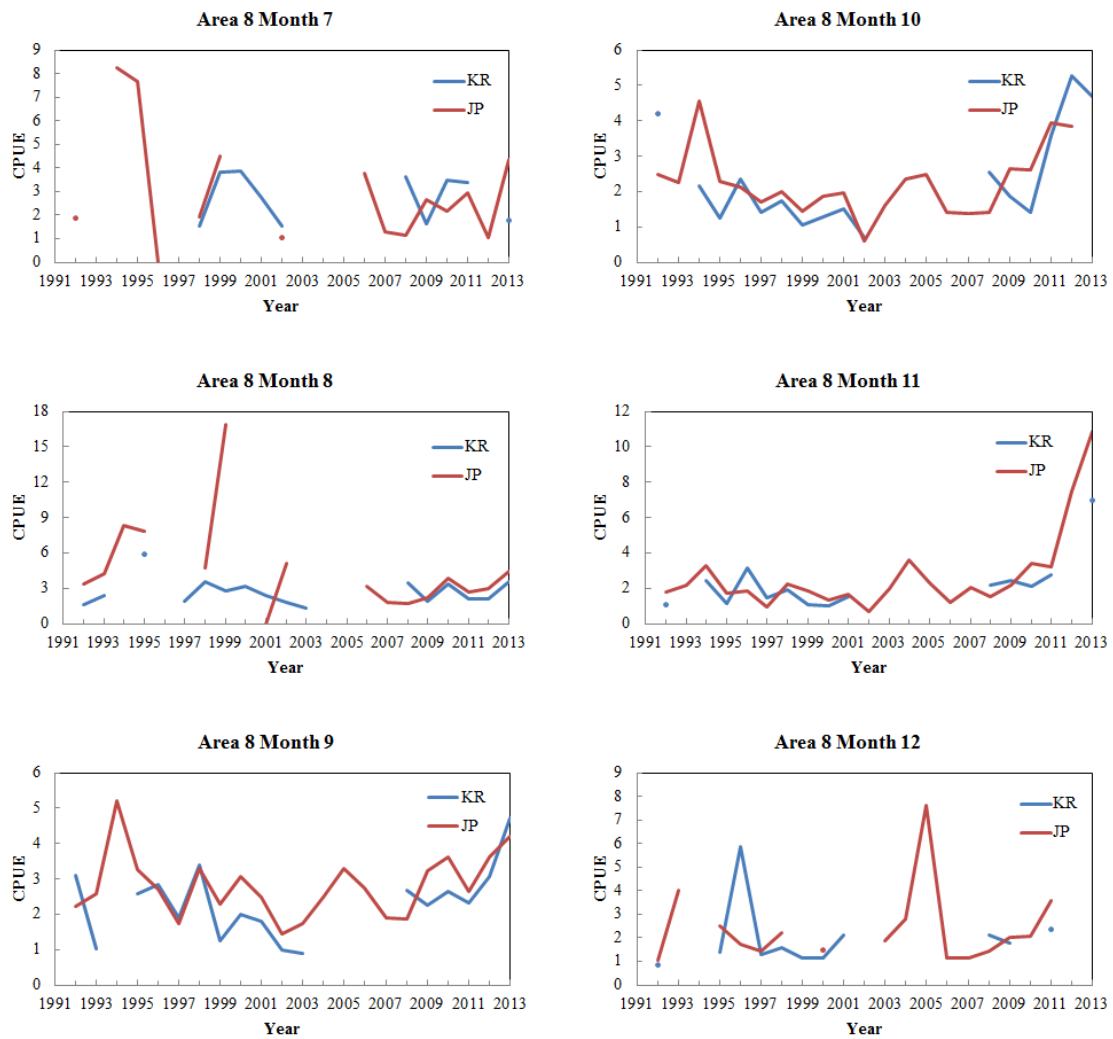 Area 8 Month 7
9
8
7
6
5
4
3
2
1
0
CPUE
KR
JP
1991 1993 1995 1997 1999 2001 2003 2005 2007 2009 2011 2013
Year
Area 8 Month 10
6
5
4
3
2
1
0
CPUE
KR
JP
1991 1993 1995 1997 1999 2001 2003 2005 2007 2009 2011 2013
Year
Area 8 Month 8
18
15
12
9
6
3
0
CPUE
KR
JP
1991 1993 1995 1997 1999 2001 2003 2005 2007 2009 2011 2013
Year
Area 8 Month 11
12
10
8
6
4
2
0
CPUE
KR
JP
1991 1993 1995 1997 1999 2001 2003 2005 2007 2009 2011 2013
Year
Area 8 Month 9
6
5
4
3
2
1
0
CPUE
KR
JP
1991 1993 1995 1997 1999 2001 2003 2005 2007 2009 2011 2013
Year
Area 8 Month 12
9
8
7
6
5
4
3
2
1
0
CPUE
KR
JP
1991 1993 1995 1997 1999 2001 2003 2005 2007 2009 2011 2013
Year